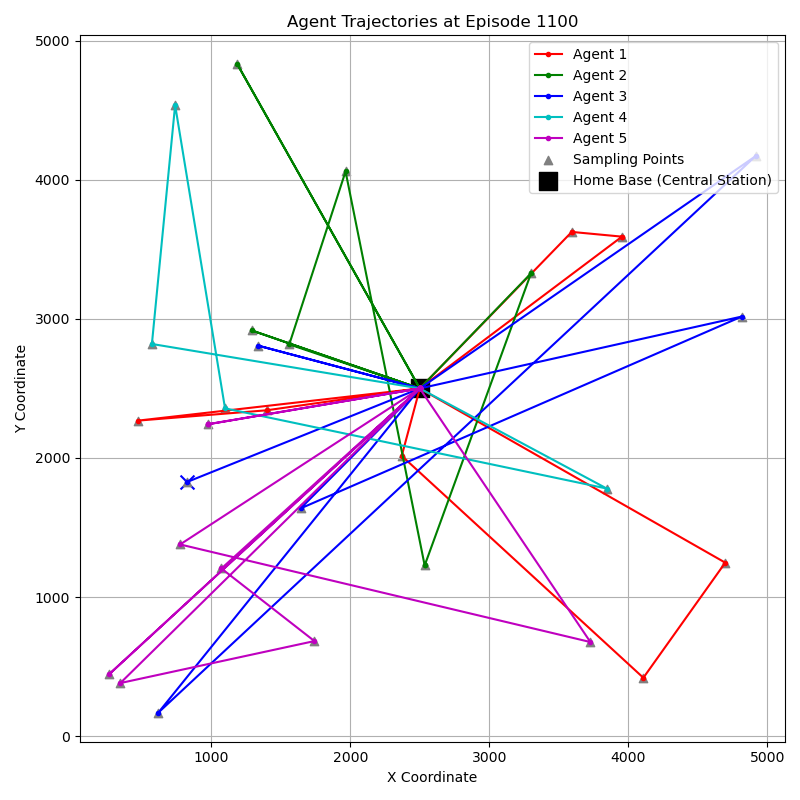 Agent Trajectories at Episode 1100
Agent 1
Agent 2
Agent 3
Agent 4
Agent 5
Sampling Points
Home Base (Central Station)
Y Coordinate
5000
4000
3000
2000
1000
0
1000
2000
3000
4000
5000
X Coordinate